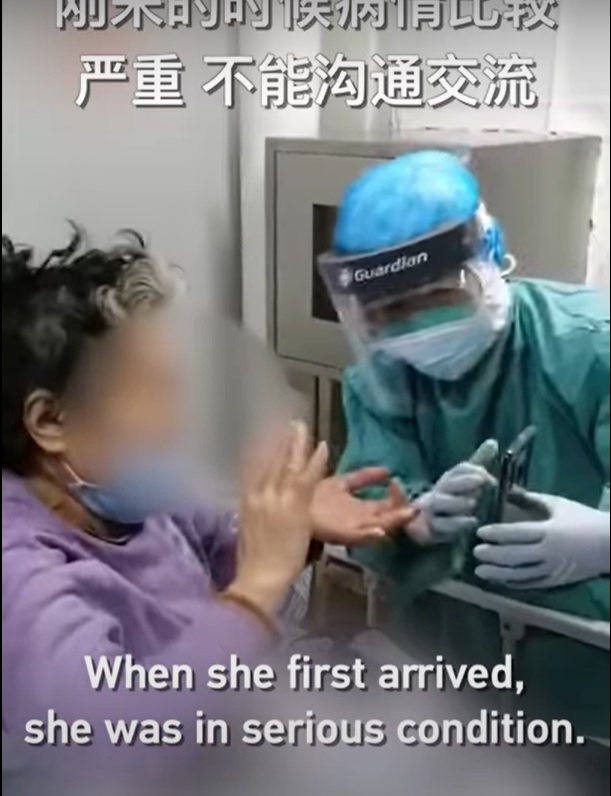 刚来的时候病情比较
严重 不能沟通交流
Guardian
When she first arrived,
she was in serious condition.